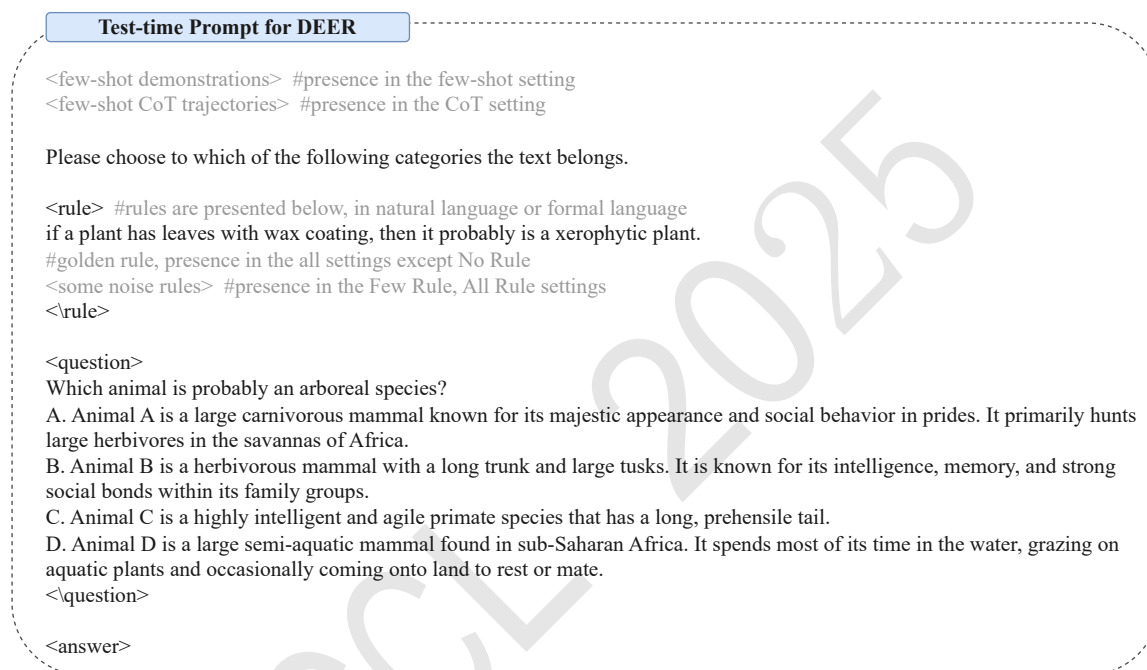 Test-time Prompt for DEER
<few-shot demonstrations> #presence in the few-shot setting
<few-shot CoT trajectories> #presence in the CoT setting
Please choose to which of the following categories the text belongs.
<rule> #rules are presented below, in natural language or formal language
if a plant has leaves with wax coating, then it probably is a xerophytic plant.
#golden rule, presence in the all settings except No Rule
<some noise rules> #presence in the Few Rule, All Rule settings
<\rule>
<question>
Which animal is probably an arboreal species?
A. Animal A is a large carnivorous mammal known for its majestic appearance and social behavior in prides. It primarily hunts
large herbivores in the savannas of Africa.
B. Animal B is a herbivorous mammal with a long trunk and large tusks. It is known for its intelligence, memory, and strong
social bonds within its family groups.
C. Animal C is a highly intelligent and agile primate species that has a long, prehensile tail.
D. Animal D is a large semi-aquatic mammal found in sub-Saharan Africa. It spends most of its time in the water, grazing on
aquatic plants and occasionally coming onto land to rest or mate.
<\question>
<answer>
CCL 2025